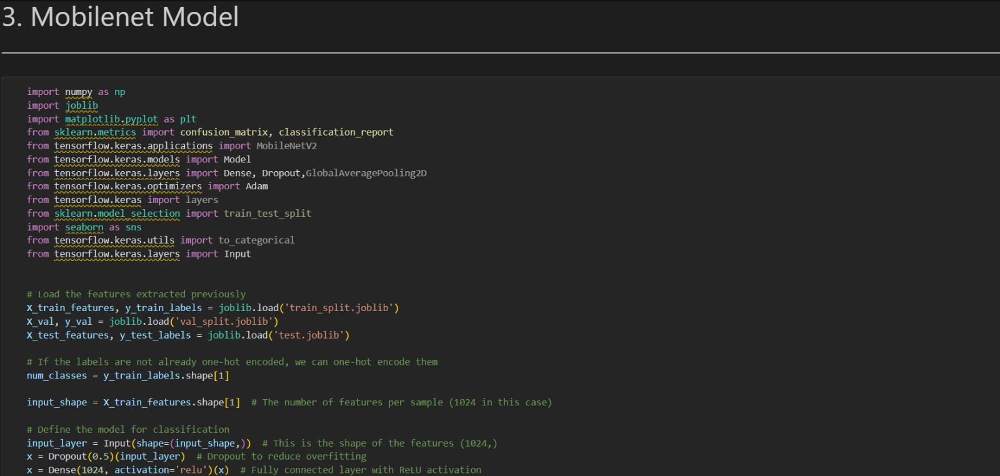 3. Mobilenet Model
import numpy as np
import joblib
import matplotlib.pyplot as plt
from sklearn.metrics import confusion_matrix, classification_report
from tensorflow.keras.applications import MobileNetV2
from tensorflow.keras.models import Model
from tensorflow.keras.layers import Dense, Dropout,GlobalAveragePooling2D
from tensorflow.keras.optimizers import Adam
from tensorflow.keras import layers
from sklearn.model_selection import train_test_split
import seaborn as sns
from tensorflow.keras.utils import to_categorical
from tensorflow.keras.layers import Input
# Load the features extracted previously
X_train_features, y_train_labels = joblib.load('train_split.joblib')
X_val, y_val = joblib.load('val_split.joblib')
X_test_features, y_test_labels = joblib.load('test.joblib')
# If the labels are not already one-hot encoded, we can one-hot encode them
num_classes = y_train_labels.shape[1]
input_shape = X_train_features.shape[1]  # The number of features per sample (1024 in this case)
# Define the model for classification
input_layer = Input(shape=(input_shape,))  # This is the shape of the features (1024,)
x = Dropout(0.5)(input_layer)  # Dropout to reduce overfitting
x = Dense(1024, activation='relu')(x)  # Fully connected layer with ReLU activation